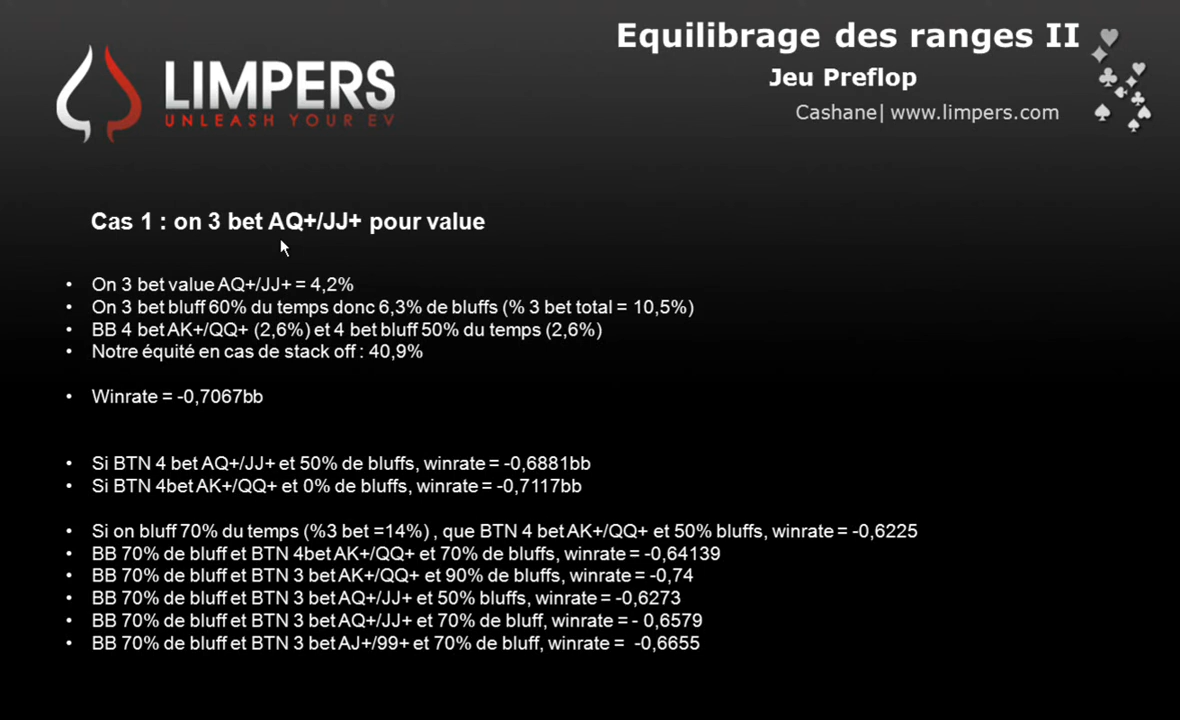 Equilibrage des ranges II
Jeu Preflop
Cashane| www.limpers.com
LIMPERS
UNLEASH YOUR EV
Cas 1 : on 3 bet AQ+/JJ+ pour value
• On 3 bet value AQ+/JJ+ = 4,2%
• On 3 bet bluff 60% du temps donc 6,3% de bluffs (% 3 bet total = 10,5%)
• BB 4 bet AK+/QQ+ (2,6%) et 4 bet bluff 50% du temps (2,6%)
• Notre équité en cas de stack off : 40,9%
• Winrate = -0,7067bb
• Si BTN 4 bet AQ+/JJ+ et 50% de bluffs, winrate = -0,6881bb
• Si BTN 4bet AK+/QQ+ et 0% de bluffs, winrate = -0,7117bb
• Si on bluff 70% du temps (%3 bet =14%) , que BTN 4 bet AK+/QQ+ et 50% bluffs, winrate = -0,6225
• BB 70% de bluff et BTN 4bet AK+/QQ+ et 70% de bluffs, winrate = -0,64139
• BB 70% de bluff et BTN 3 bet AK+/QQ+ et 90% de bluffs, winrate = -0,74
• BB 70% de bluff et BTN 3 bet AQ+/JJ+ et 50% bluffs, winrate = -0,6273
• BB 70% de bluff et BTN 3 bet AQ+/JJ+ et 70% de bluff, winrate = - 0,6579
• BB 70% de bluff et BTN 3 bet AJ+/99+ et 70% de bluff, winrate = -0,6655